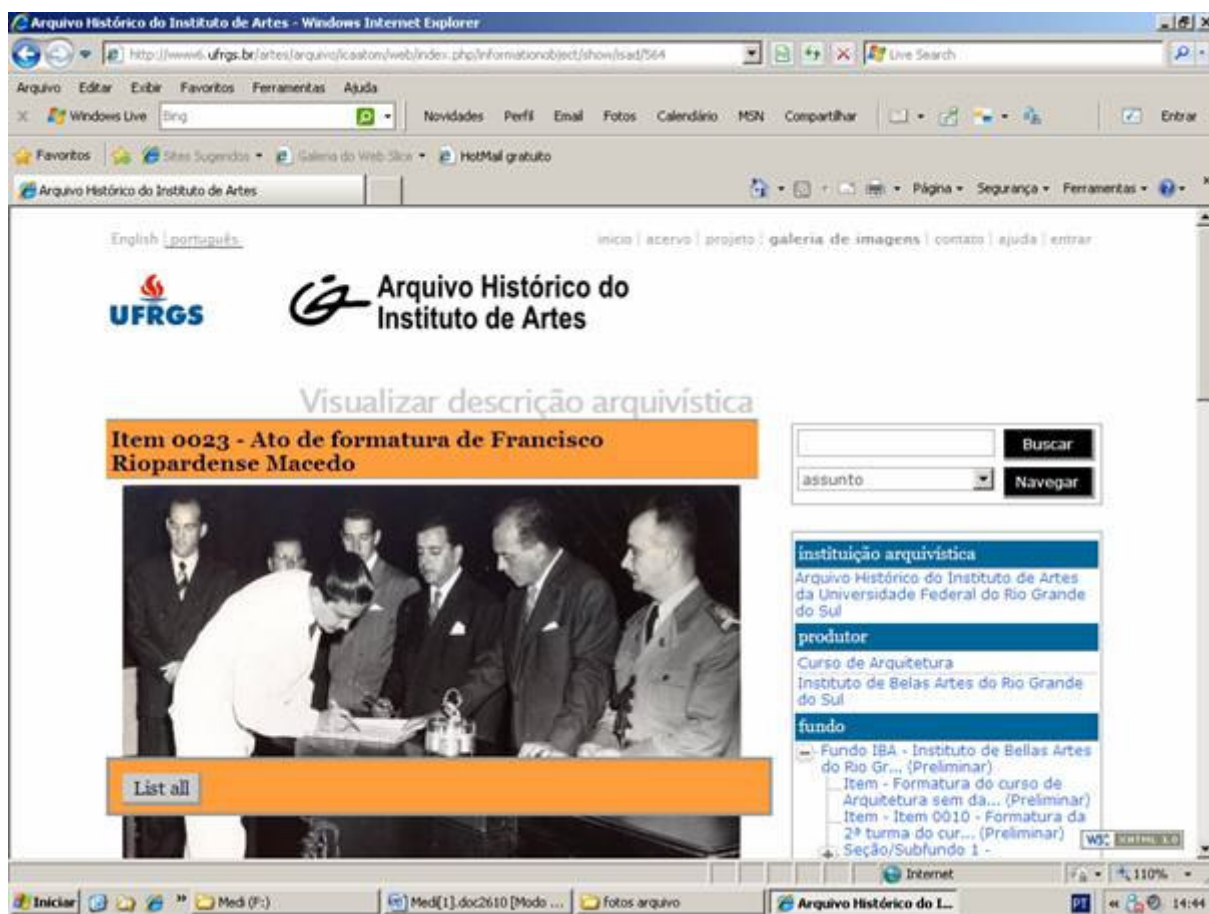 Arquivo Histórico do Instituto de Artes - Windows Internet Explorer
http://www6.ufrgs.br/artes/arquivo/icaatom/web/index.php/informationobject/show/isad/564
Live Search
Arquivo Editar Exibir Favoritos Ferramentas Ajuda
Windows Live Bing Novidades Perfil Email Fotos Calendário MSN Compartilhar Entrar
Favoritos Sites Sugeridos Galeria do Web Slice HotMail gratuito
Arquivo Histórico do Instituto de Artes Página Segurança Ferramentas
English português inicio | acervo | projeto | galeria de imagens | contato | ajuda | entrar
UFRGS
Arquivo Histórico do
Instituto de Artes
Visualizar descrição arquivística
Item 0023 - Ato de formatura de Francisco
Riopardense Macedo
List all
Buscar
assunto Navegar
instituição arquivística
Arquivo Histórico do Instituto de Artes
da Universidade Federal do Rio Grande
do Sul
produtor
Curso de Arquitetura
Instituto de Belas Artes do Rio Grande
do Sul
fundo
Fundo IBA - Instituto de Bellas Artes
do Rio Gr... (Preliminar)
Item - Formatura do curso de
Arquitetura sem da... (Preliminar)
Item - Item 0010 - Formatura da
2ª turma do cur... (Preliminar)
Seção/Subfundo 1 -
W3C XHTML 1.0
Internet 110%
Iniciar Medi (F:) Medi[1].doc2610 [Modo ... fotos arquivo Arquivo Histórico do I... PT 14:44